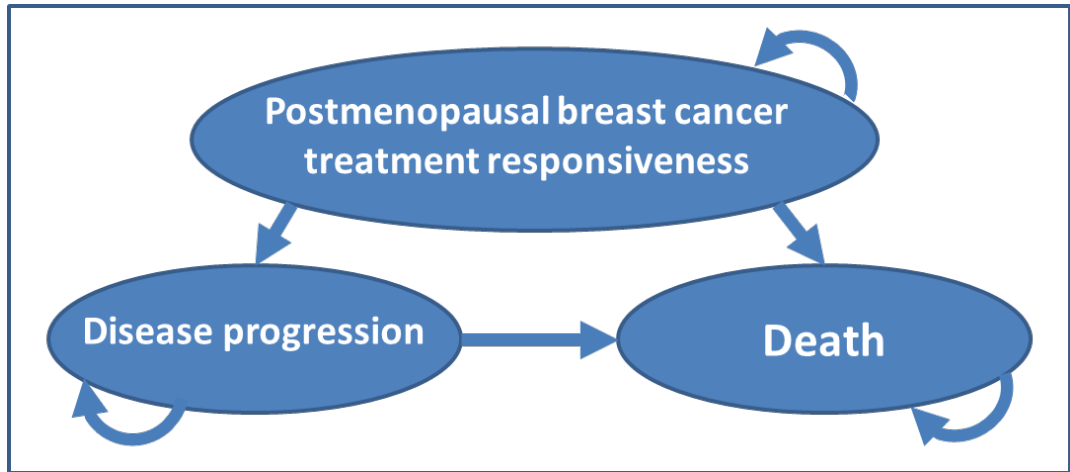 Postmenopausal breast cancer
treatment responsiveness
Disease progression
Death